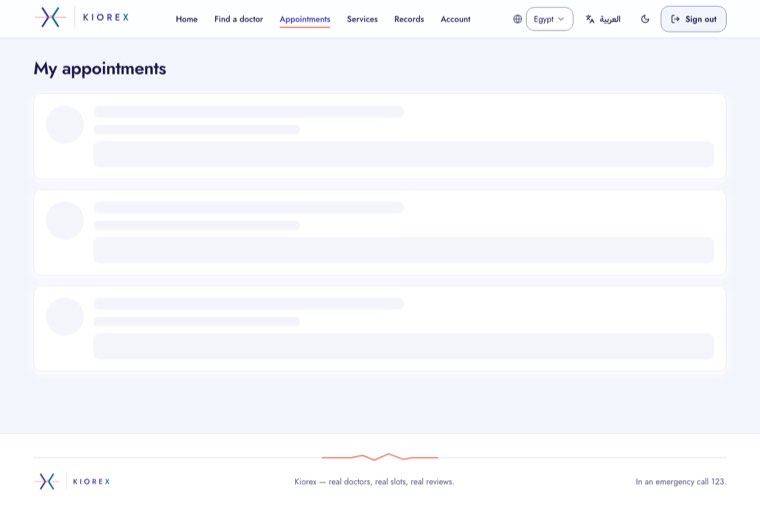 KIOREX
Home
Find a doctor
Appointments
Services
Records
Account
Egypt
العربية
Sign out
My appointments
KIOREX
Kiorex — real doctors, real slots, real reviews.
In an emergency call 123.